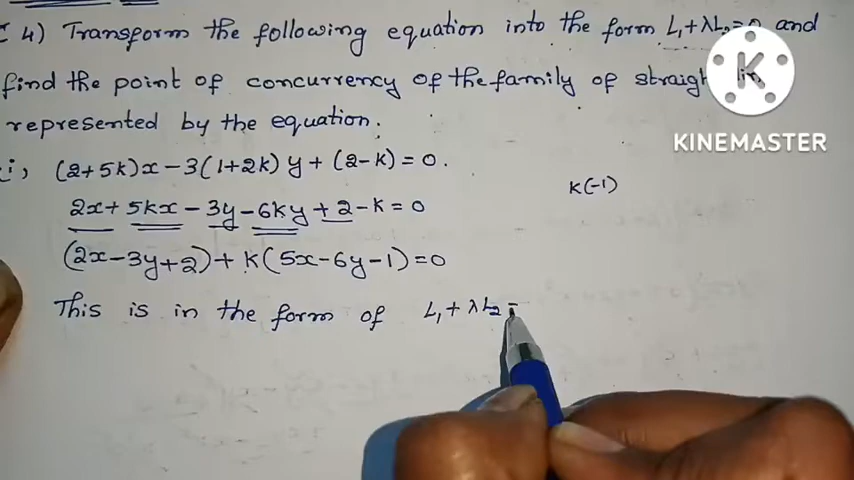 4) Transform the following equation into the form L₁ + λL₂ = 0 and
find the point of concurrency of the family of
represented by the equation.
i, (2+5k)x - 3(1+2k)y + (2-k) = 0.
k(-1)
2x + 5kx - 3y - 6ky + 2 - k = 0
(2x-3y+2) + k(5x-6y-1) = 0
This is in the form of L₁ + λL₂ =
K
KINEMASTER